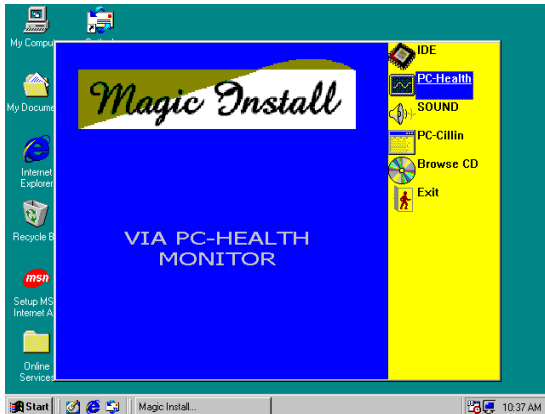 My Compu
My Docume
Internet
Explorer
Recycle B
msn
Setup MS
Internet A
Online
Services
Magic Install
VIA PC-HEALTH
MONITOR
IDE
PC-Health
SOUND
PC-Cillin
Browse CD
Exit
Start
Magic Install...
10:37 AM